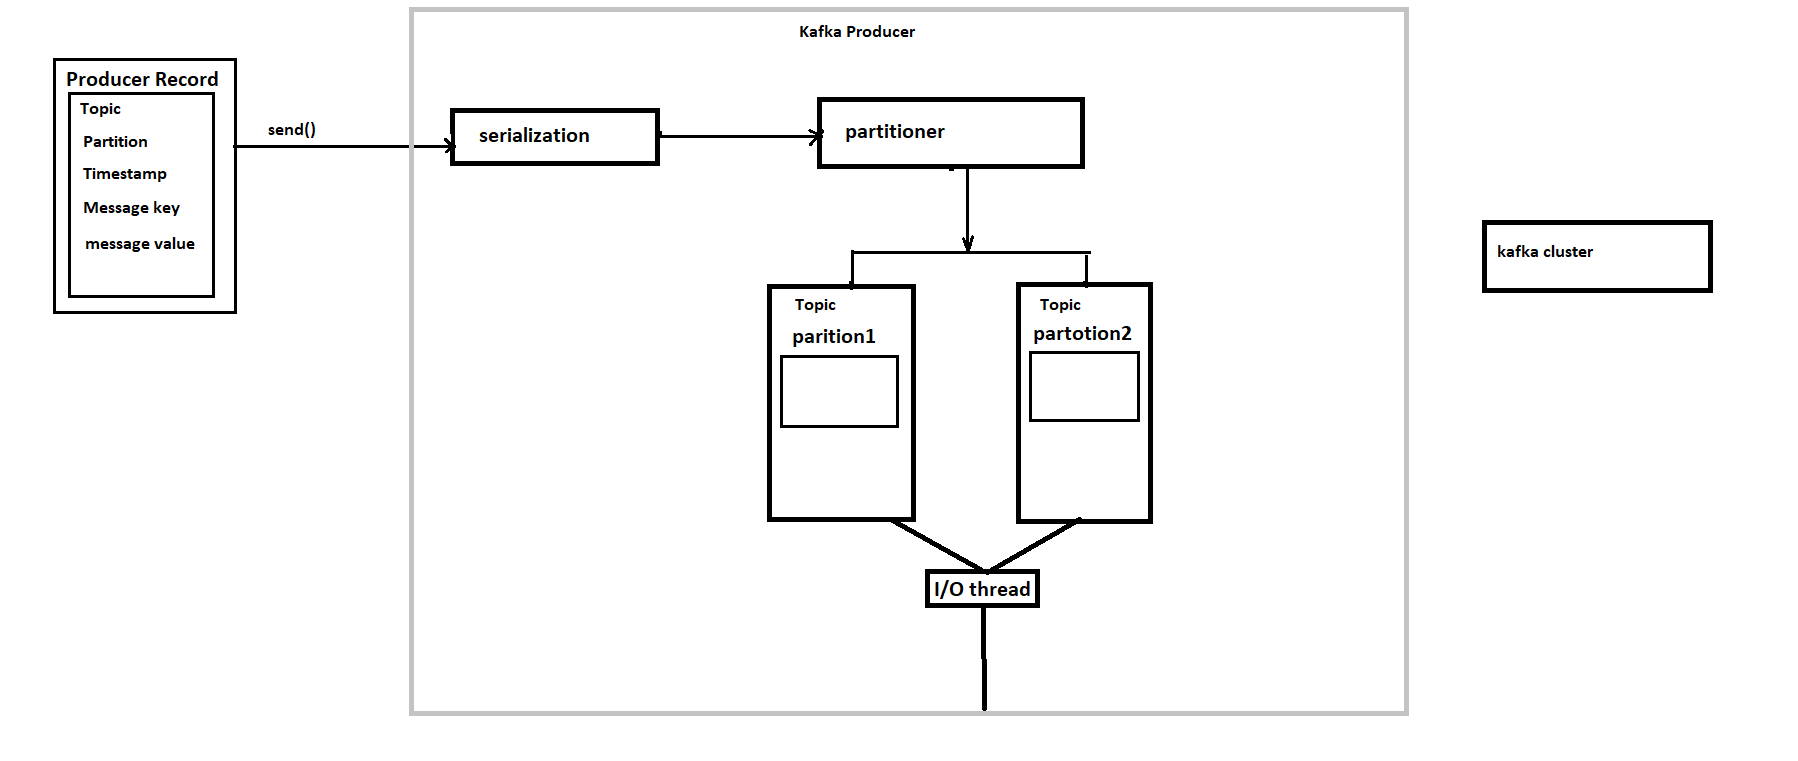 Kafka Producer
Producer Record
Topic
Partition
Timestamp
Message key
message value
send()
serialization
partitioner
Topic
parition1
Topic
partotion2
I/O thread
kafka cluster